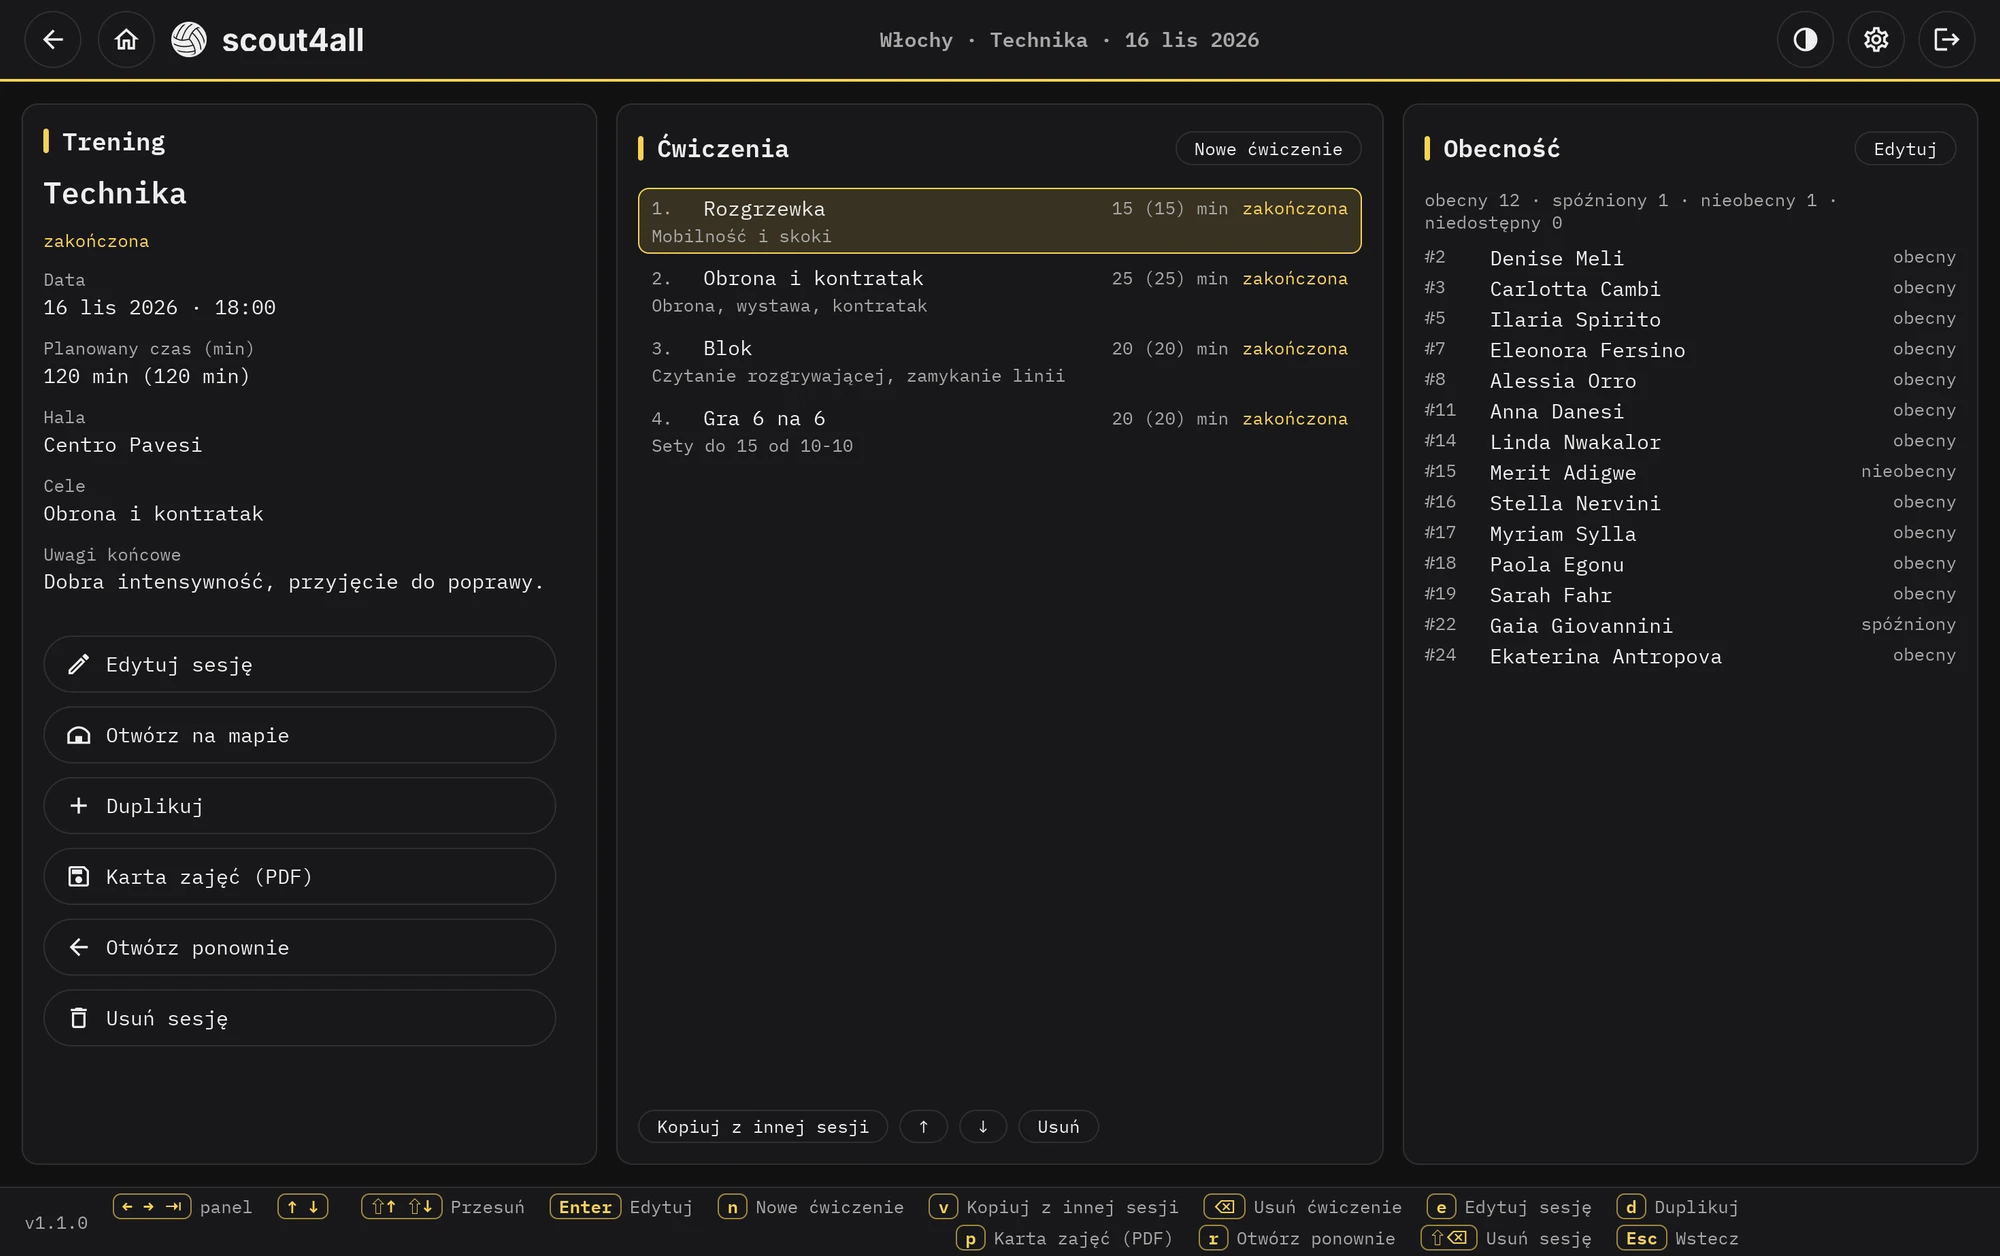 scout4all
Włochy · Technika · 16 lis 2026
Trening
Technika
zakończona
Data
16 lis 2026 · 18:00
Planowany czas (min)
120 min (120 min)
Hala
Centro Pavesi
Cele
Obrona i kontratak
Uwagi końcowe
Dobra intensywność, przyjęcie do poprawy.
Edytuj sesję
Otwórz na mapie
Duplikuj
Karta zajęć (PDF)
Otwórz ponownie
Usuń sesję
Ćwiczenia
Nowe ćwiczenie
1. Rozgrzewka 15 (15) min zakończona
Mobilność i skoki
2. Obrona i kontratak 25 (25) min zakończona
Obrona, wystawa, kontratak
3. Blok 20 (20) min zakończona
Czytanie rozgrywającej, zamykanie linii
4. Gra 6 na 6 20 (20) min zakończona
Sety do 15 od 10-10
Kopiuj z innej sesji ↑ ↓ Usuń
Obecność
Edytuj
obecny 12 · spóźniony 1 · nieobecny 1 ·
niedostępny 0
#2 Denise Meli obecny
#3 Carlotta Cambi obecny
#5 Ilaria Spirito obecny
#7 Eleonora Fersino obecny
#8 Alessia Orro obecny
#11 Anna Danesi obecny
#14 Linda Nwakalor obecny
#15 Merit Adigwe nieobecny
#16 Stella Nervini obecny
#17 Myriam Sylla obecny
#18 Paola Egonu obecny
#19 Sarah Fahr obecny
#22 Gaia Giovannini spóźniony
#24 Ekaterina Antropova obecny
v1.1.0
← → ⇥ panel ↑ ↓ ⇧↑ ⇧↓ Przesuń Enter Edytuj n Nowe ćwiczenie v Kopiuj z innej sesji ⌫ Usuń ćwiczenie e Edytuj sesję d Duplikuj
p Karta zajęć (PDF) r Otwórz ponownie ⇧⌫ Usuń sesję Esc Wstecz